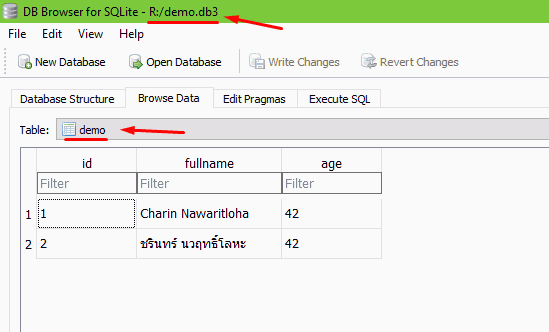 DB Browser for SQLite - R:/demo.db3
File Edit View Help
New Database Open Database Write Changes Revert Changes
Database Structure Browse Data Edit Pragmas Execute SQL
Table: demo
id fullname age
Filter Filter Filter
1 1 Charin Nawaritloha 42
2 2 ชรินทร์ นวฤทธิ์โลหะ 42